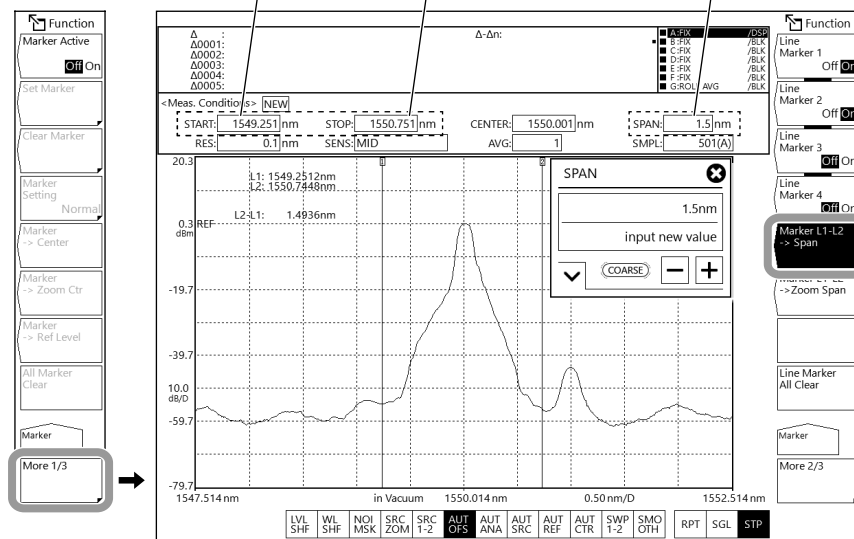 Function
Marker Active
Off On
Set Marker
Clear Marker
Marker
Setting
Normal
Marker
-> Center
Marker
-> Zoom Ctr
Marker
-> Ref Level
All Marker
Clear
Marker
More 1/3
Δ :
Δ0001:
Δ0002:
Δ0003:
Δ0004:
Δ0005:
Δ-Δn:
A:FIX /DSP
B:FIX /BLK
C:FIX /BLK
D:FIX /BLK
E:FIX /BLK
F:FIX /BLK
G:ROL AVG /BLK
<Meas. Conditions> NEW
START: 1549.251 nm STOP: 1550.751 nm CENTER: 1550.001 nm SPAN: 1.5 nm
RES: 0.1 nm SENS: MID AVG: 1 SMPL: 501(A)
20.3
1 2
L1: 1549.2512nm
L2: 1550.7448nm
L2-L1: 1.4936nm
0.3 REF
dBm
-19.7
-39.7
10.0
dB/D
-59.7
-79.7
1547.514 nm in Vacuum 1550.014 nm 0.50 nm/D 1552.514 nm
SPAN
1.5nm
input new value
COARSE
LVL SHF WL SHF NOI MSK SRC ZOM SRC 1-2 AUT OFS AUT ANA AUT SRC AUT REF AUT CTR SWP 1-2 SMO OTH RPT SGL STP
Function
Line
Marker 1
Off On
Line
Marker 2
Off On
Line
Marker 3
Off On
Line
Marker 4
Off On
Marker L1-L2
-> Span
Marker L1-L2
->Zoom Span
Line Marker
All Clear
Marker
More 2/3